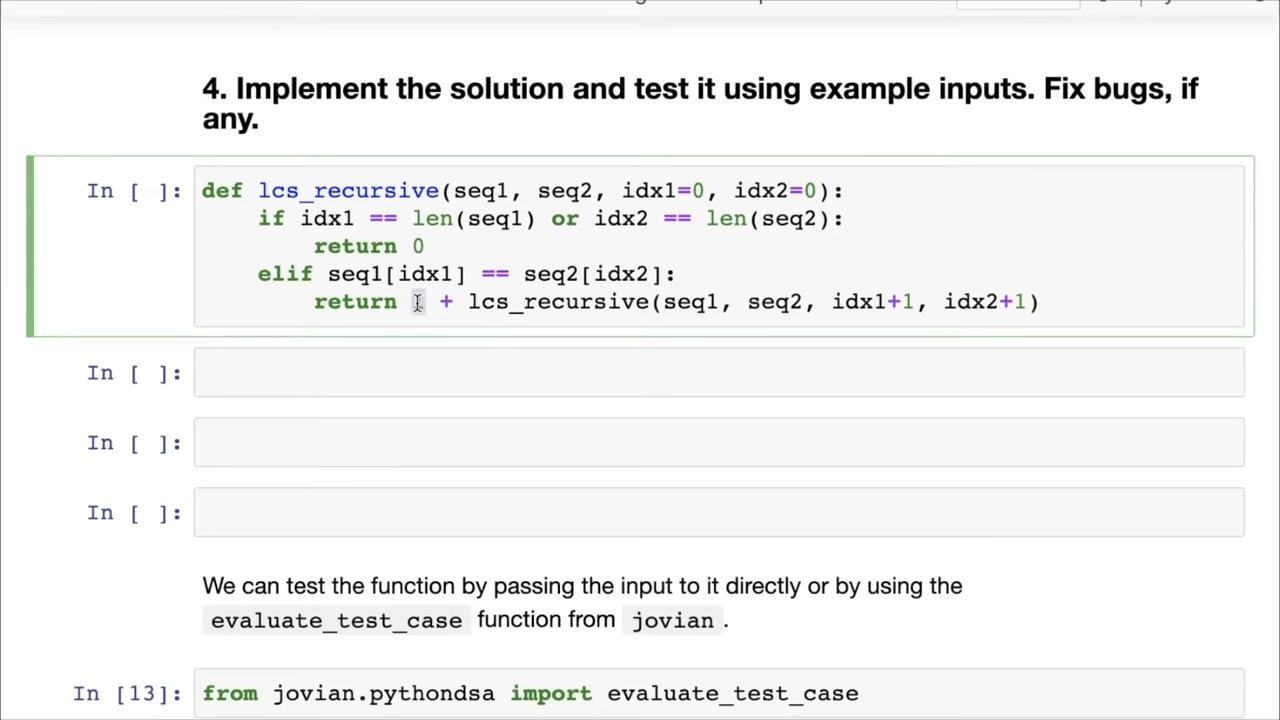 4. Implement the solution and test it using example inputs. Fix bugs, if
any.
In [ ]:
def lcs_recursive(seq1, seq2, idx1=0, idx2=0):
if idx1 == len(seq1) or idx2 == len(seq2):
return 0
elif seq1[idx1] == seq2[idx2]:
return 1 + lcs_recursive(seq1, seq2, idx1+1, idx2+1)
In [ ]:
In [ ]:
In [ ]:
We can test the function by passing the input to it directly or by using the
evaluate_test_case function from jovian .
In [13]:
from jovian.pythondsa import evaluate_test_case